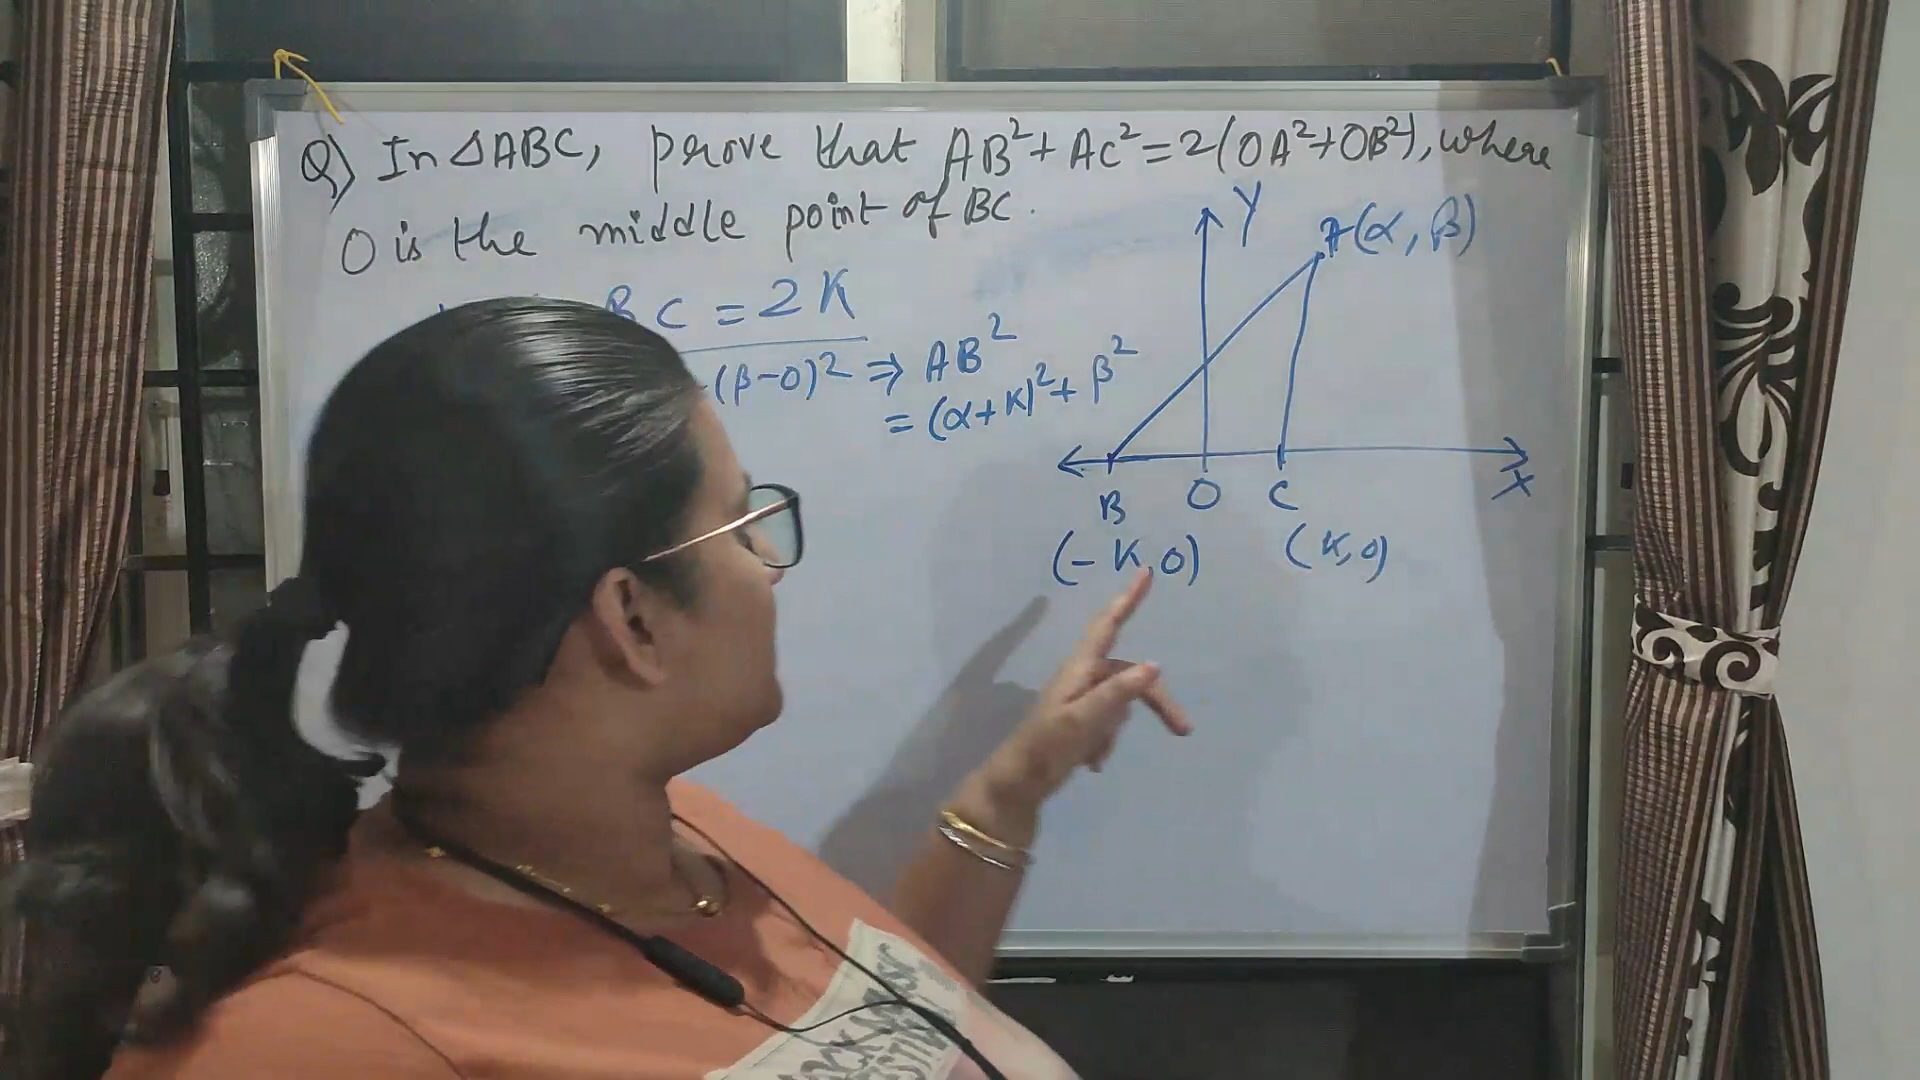 Q) In △ABC, prove that AB²+AC²=2(OA²+OB²), where
O is the middle point of BC.
BC = 2K
(β-0)² ⇒ AB²
= (α+K)²+β²
Y
A(α, β)
X
B O C
(-K,0) (K,0)